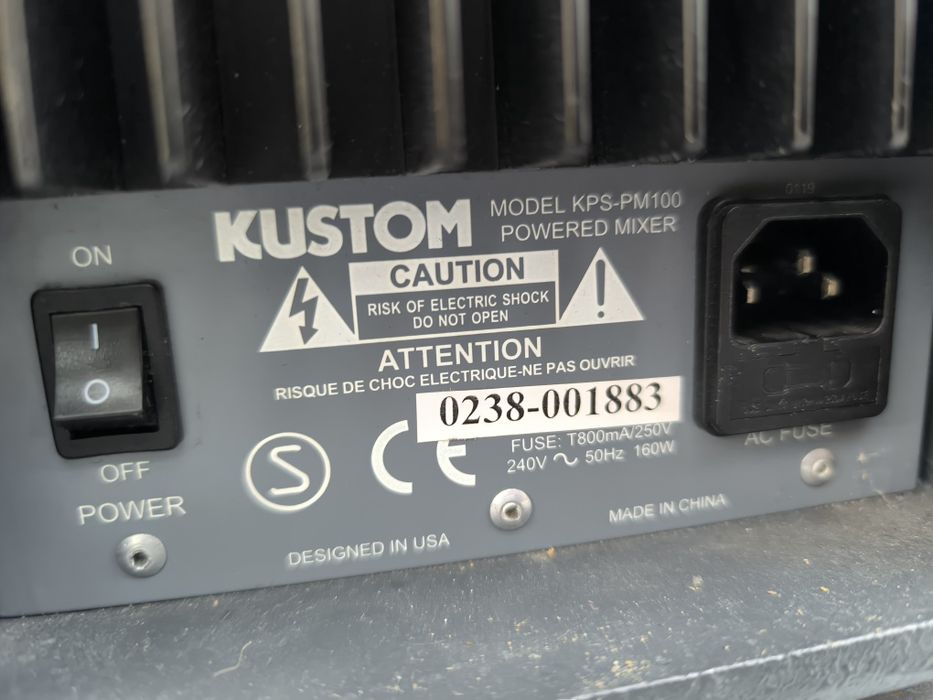 ON
I
O
OFF
POWER
KUSTOM
MODEL KPS-PM100
POWERED MIXER
CAUTION
RISK OF ELECTRIC SHOCK
DO NOT OPEN
ATTENTION
RISQUE DE CHOC ELECTRIQUE-NE PAS OUVRIR
0238-001883
S
CE
FUSE: T800mA/250V
240V ~ 50Hz 160W
AC FUSE
DESIGNED IN USA
MADE IN CHINA